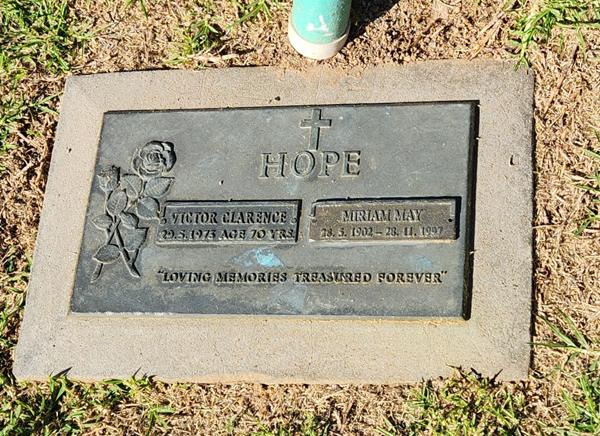 HOPE
VICTOR CLARENCE
29.5.1973 AGE 70 YRS.
MIRIAM MAY
28. 5. 1902 – 28. 11. 1997
"LOVING MEMORIES TREASURED FOREVER"